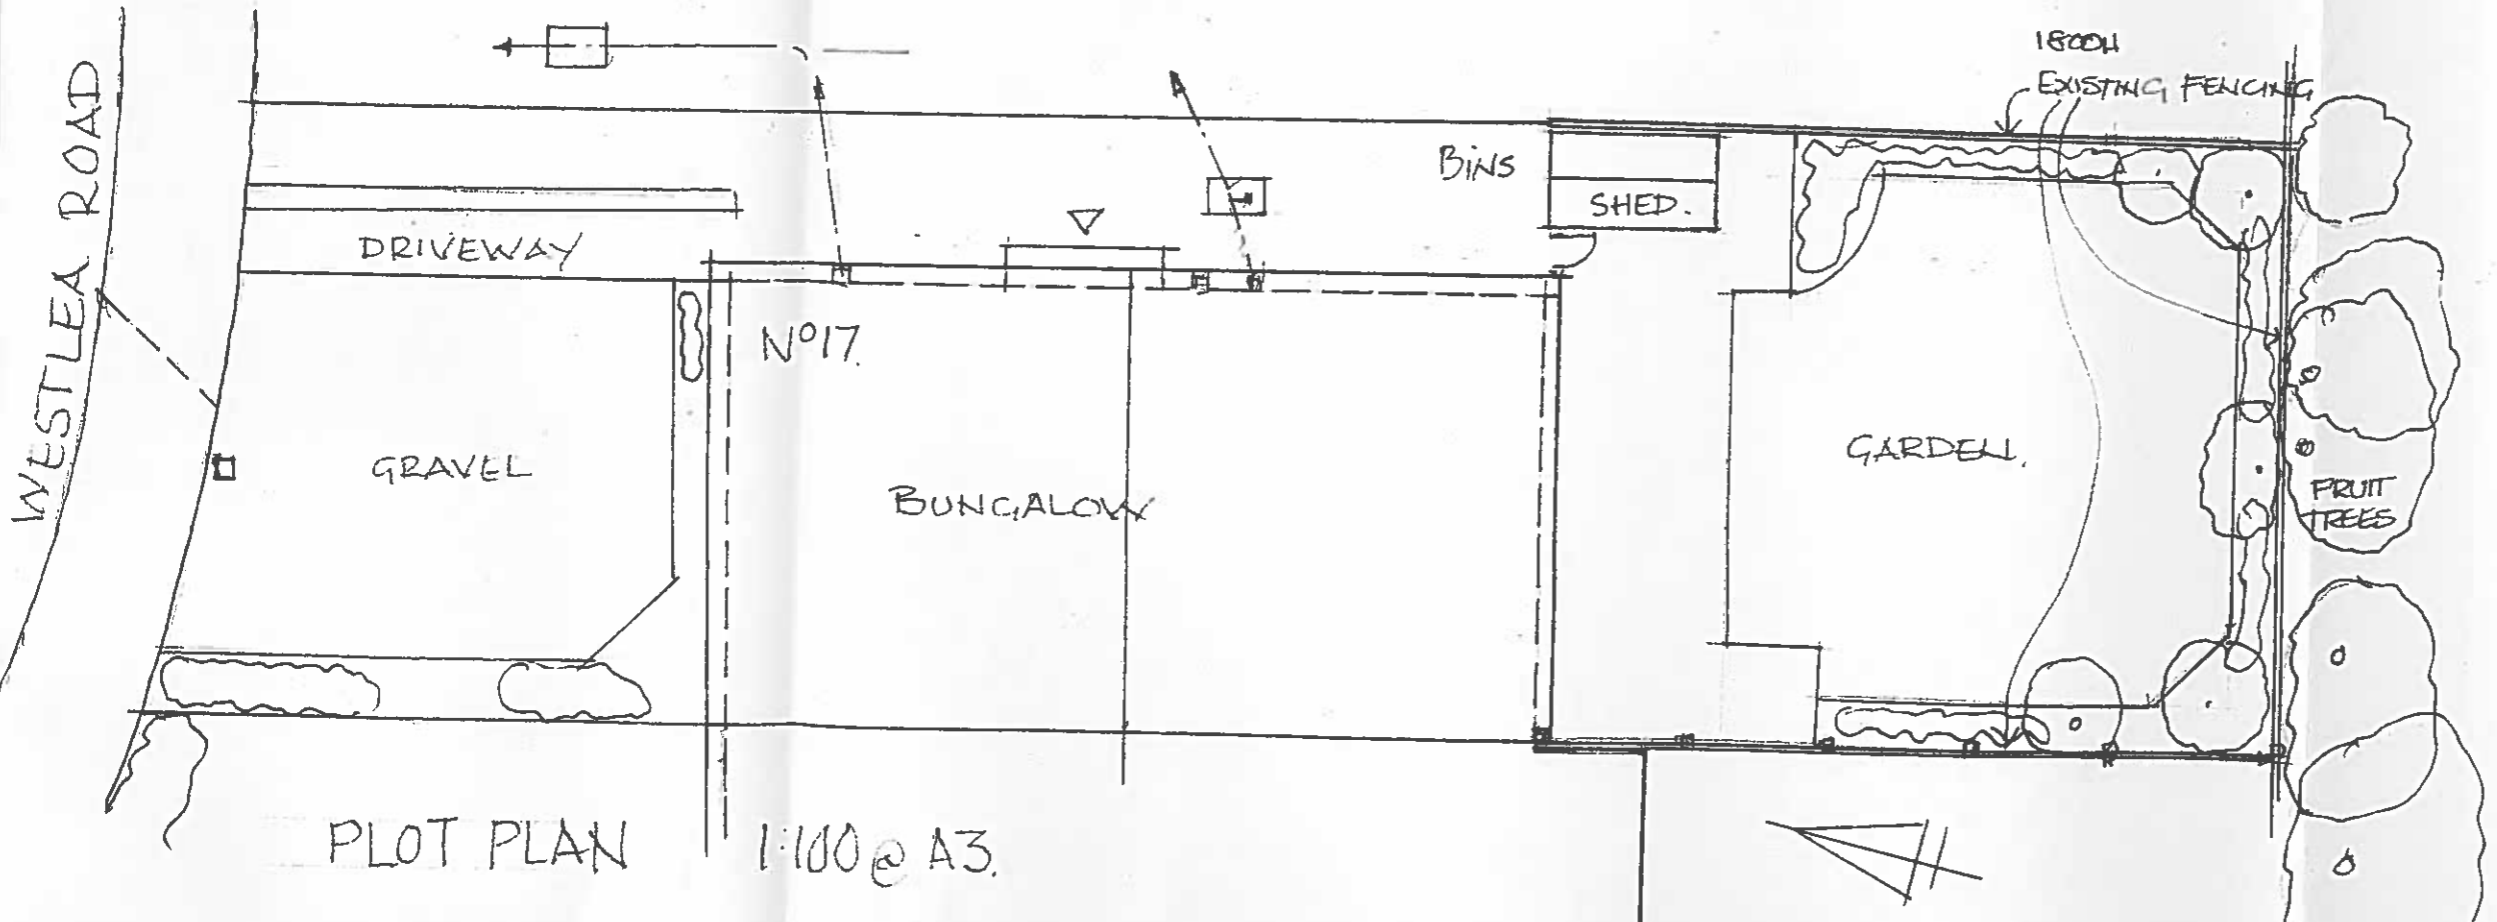 WESTLEA ROAD
1800H
EXISTING FENCING
BiNS
SHED.
DRIVEWAY
Nº17.
GRAVEL
BUNGALOW
GARDEN.
FRUIT
TREES
PLOT PLAN 1:100 @ A3.